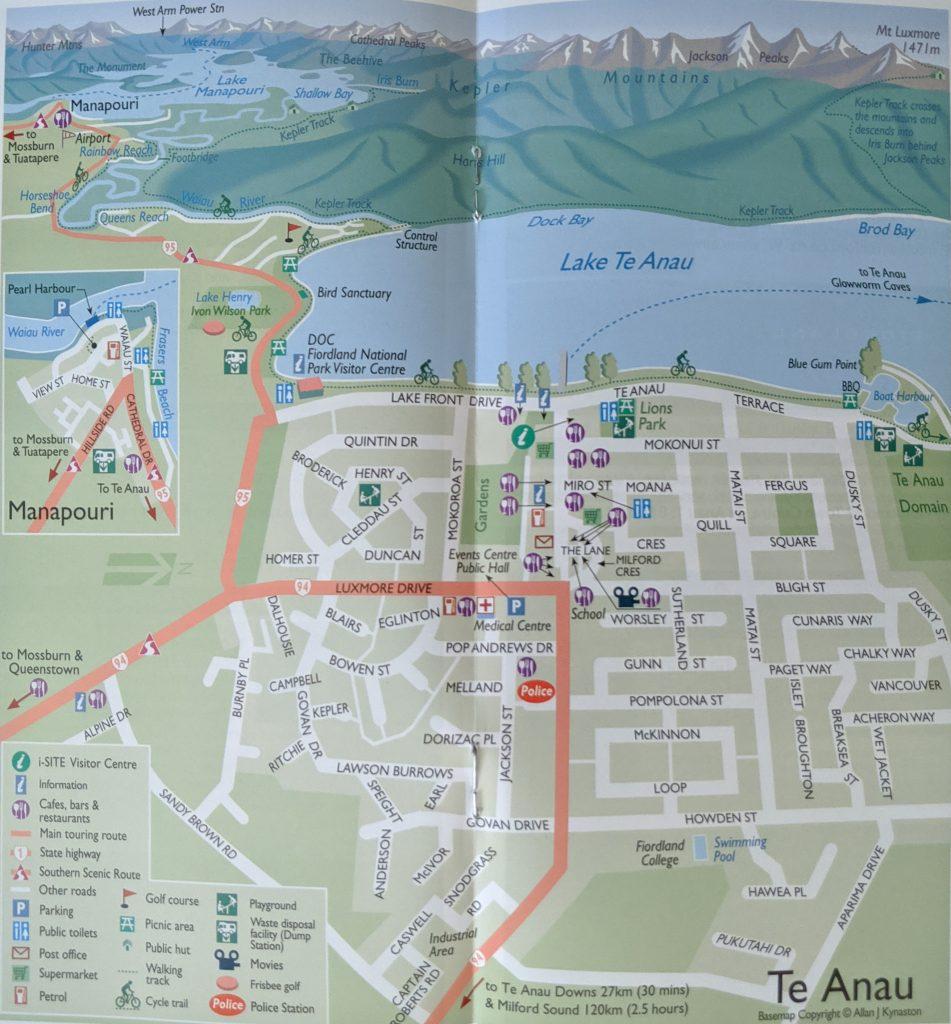 West Arm Power Stn
Hunter Mtns
West Arm
Cathedral Peaks
Mt Luxmore
1471m
The Monument
The Beehive
Jackson Peaks
Lake
Manapouri
Iris Burn
Shallow Bay
Kepler Mountains
Manapouri
Kepler Track crosses
the mountains and
descends into
Iris Burn behind
Jackson Peaks
to
Mossburn
& Tuatapere
Airport
Rainbow Reach
Kepler Track
Footbridge
Horseshoe
Bend
Waiau River
Kepler Track
Queens Reach
Dock Bay
Kepler Track
Brod Bay
95
Control
Structure
Lake Te Anau
to Te Anau
Glowworm Caves
Bird Sanctuary
Lake Henry
Ivon Wilson Park
Pearl Harbour
P
Waiau River
WAIAU ST
Frasers
Beach
VIEW ST
HOME ST
HILLSIDE RD
CATHEDRAL DR
to Mossburn
& Tuatapere
To Te Anau
95
Manapouri
DOC
Fiordland National
Park Visitor Centre
Blue Gum Point
BBQ
Boat Harbour
LAKE FRONT DRIVE
TE ANAU
TERRACE
Lions
Park
QUINTIN DR
MOKONUI ST
BRODERICK
HENRY ST
MOKOROA ST
Gardens
MIRO ST
MOANA
FERGUS
Te Anau
Domain
CLEDDAU ST
MATAI ST
DUSKY ST
QUILL
95
HOMER ST
DUNCAN
ST
CRES
SQUARE
Events Centre
Public Hall
THE LANE
MILFORD
CRES
N
94
LUXMORE DRIVE
BLIGH ST
DALHOUSIE
BLAIRS
EGLINTON
P
Medical Centre
School
WORSLEY ST
SUTHERLAND
ST
MATAI ST
CUNARIS WAY
DUSKY ST
POP ANDREWS DR
CHALKY WAY
BOWEN ST
GUNN
PAGET WAY
to Mossburn &
Queenstown
94
BURNBY PL
CAMPBELL
MELLAND
Police
POMPOLONA ST
VANCOUVER
ALPINE DR
GOVAN DR
KEPLER
ISLET
BROUGHTON
BREAKSEA ST
ACHERON WAY
WET JACKET
RITCHIE
DORIZAC PL
JACKSON ST
McKINNON
LOOP
LAWSON BURROWS
SPEIGHT
EARL
SANDY BROWN RD
GOVAN DRIVE
HOWDEN ST
ANDERSON
McIVOR
SNODGRASS
RD
Fiordland
College
Swimming
Pool
HAWEA PL
APARIMA DRIVE
CASWELL
Industrial
Area
PUKUTAHI DR
94
CAPTAIN
ROBERTS RD
to Te Anau Downs 27km (30 mins)
& Milford Sound 120km (2.5 hours)
Te Anau
Basemap Copyright © Allan J Kynaston
i-SITE Visitor Centre
Information
Cafes, bars &
restaurants
Main touring route
1 State highway
Southern Scenic Route
Other roads
P Parking
Public toilets
Post office
Supermarket
Petrol
Golf course
Picnic area
Public hut
Walking
track
Cycle trail
Playground
Waste disposal
facility (Dump
Station)
Movies
Frisbee golf
Police Police Station